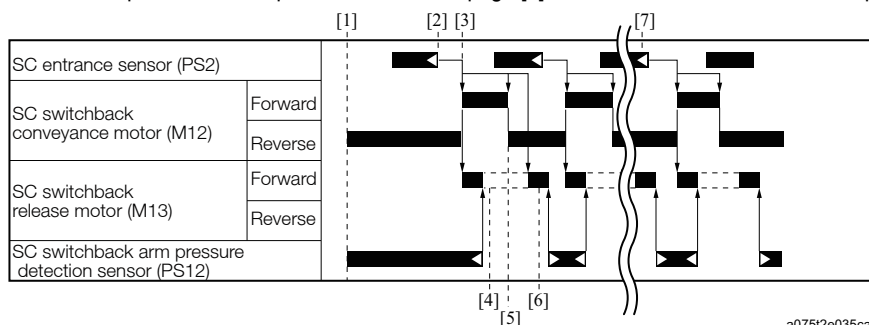 [1] [2] [3] [7]
SC entrance sensor (PS2)
SC switchback
conveyance motor (M12)
Forward
Reverse
SC switchback
release motor (M13)
Forward
Reverse
SC switchback arm pressure
detection sensor (PS12)
[4] [6]
[5]